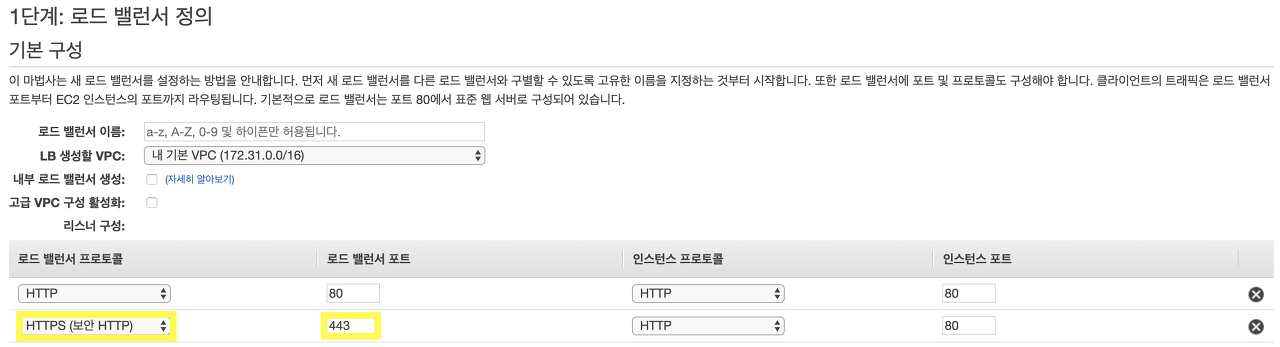 1단계: 로드 밸런서 정의
기본 구성
이 마법사는 새 로드 밸런서를 설정하는 방법을 안내합니다. 먼저 새 로드 밸런서를 다른 로드 밸런서와 구별할 수 있도록 고유한 이름을 지정하는 것부터 시작합니다. 또한 로드 밸런서에 포트 및 프로토콜도 구성해야 합니다. 클라이언트의 트래픽은 로드 밸런서
포트부터 EC2 인스턴스의 포트까지 라우팅됩니다. 기본적으로 로드 밸런서는 포트 80에서 표준 웹 서버로 구성되어 있습니다.
로드 밸런서 이름: a-z, A-Z, 0-9 및 하이픈만 허용됩니다.
LB 생성할 VPC: 내 기본 VPC (172.31.0.0/16)
내부 로드 밸런서 생성: (자세히 알아보기)
고급 VPC 구성 활성화:
리스너 구성:
로드 밸런서 프로토콜 로드 밸런서 포트 인스턴스 프로토콜 인스턴스 포트
HTTP 80 HTTP 80
HTTPS (보안 HTTP) 443 HTTP 80